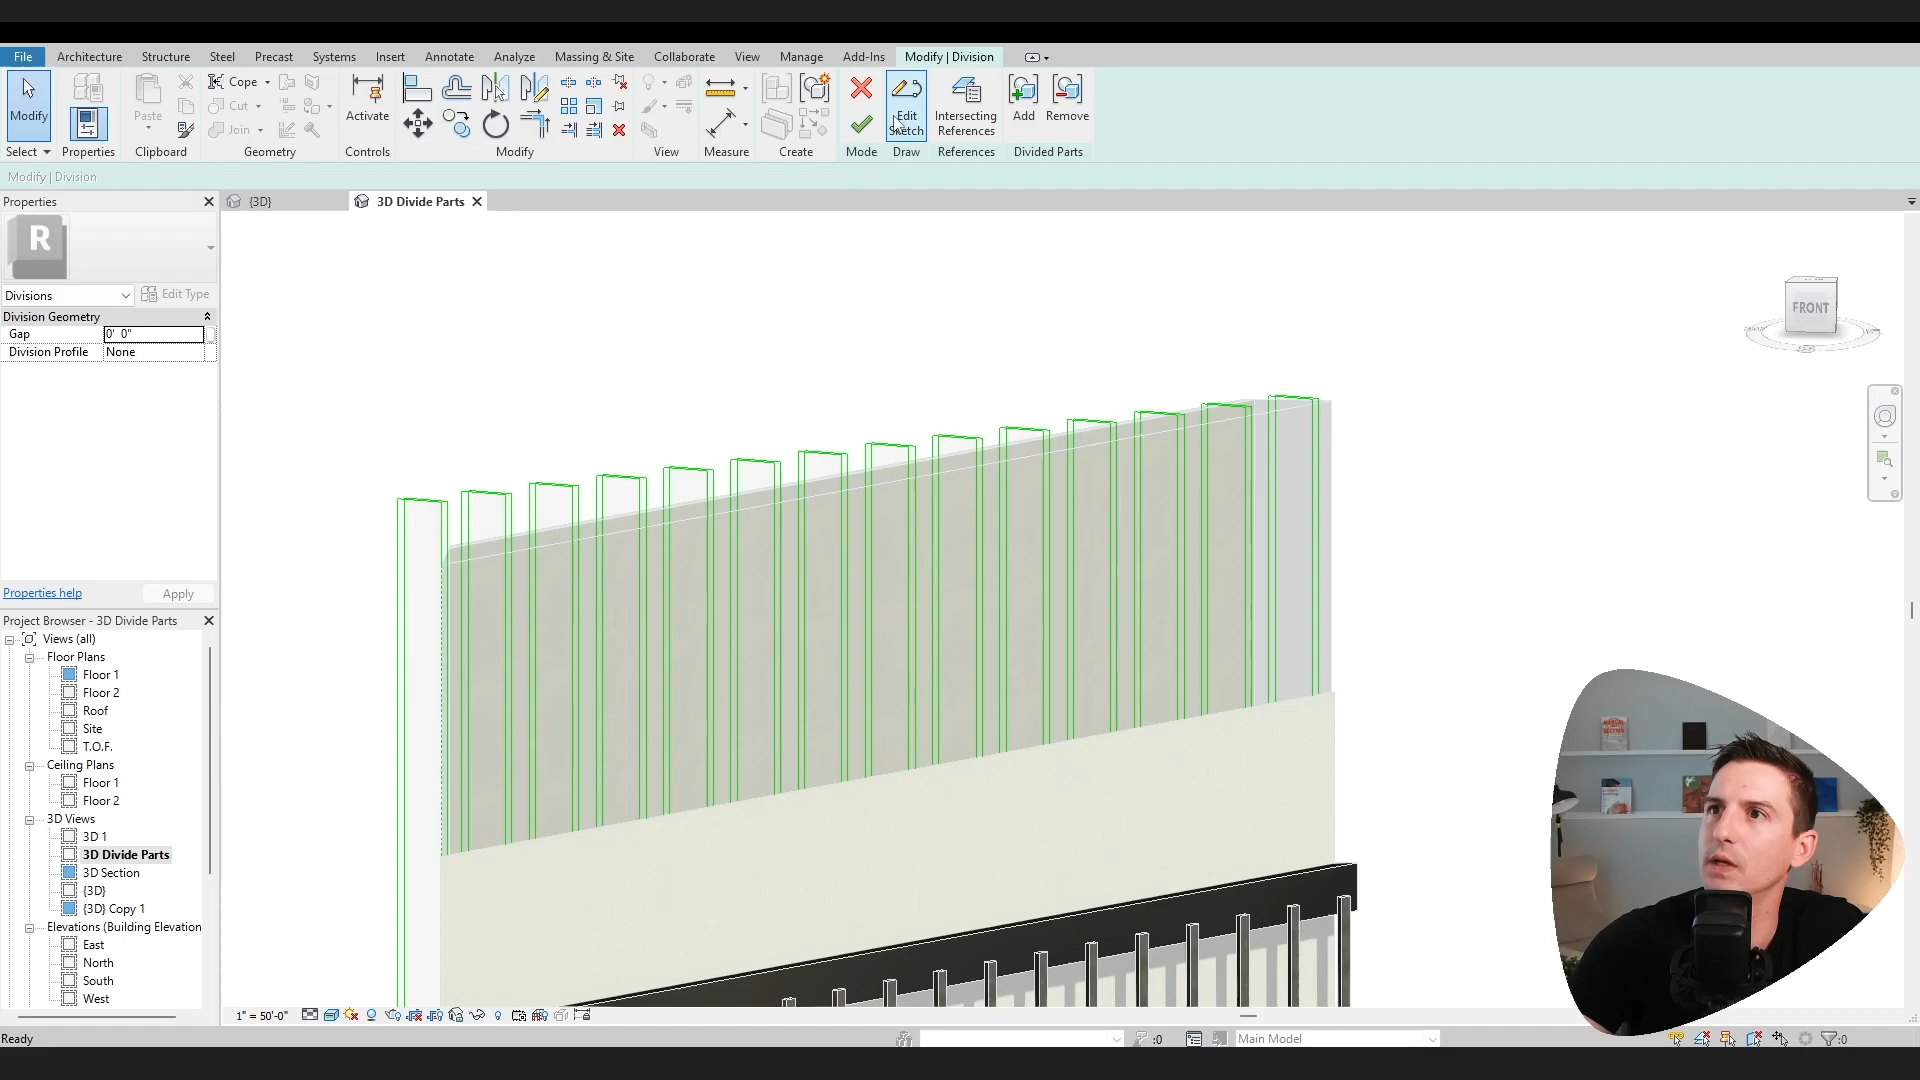 File Architecture Structure Steel Precast Systems Insert Annotate Analyze Massing & Site Collaborate View Manage Add-Ins Modify | Division
Modify
Paste
Cope
Cut
Join
Activate
Edit Sketch
Intersecting References
Add
Remove
Select Properties Clipboard Geometry Controls Modify View Measure Create Mode Draw References Divided Parts
Modify | Division
Properties
{3D}
3D Divide Parts
R
Divisions
Edit Type
Division Geometry
Gap 0' 0"
Division Profile None
FRONT
Properties help
Apply
Project Browser - 3D Divide Parts
Views (all)
Floor Plans
Floor 1
Floor 2
Roof
Site
T.O.F.
Ceiling Plans
Floor 1
Floor 2
3D Views
3D 1
3D Divide Parts
3D Section
{3D}
{3D} Copy 1
Elevations (Building Elevation
East
North
South
West
1" = 50'-0"
Ready
:0
Main Model
:0